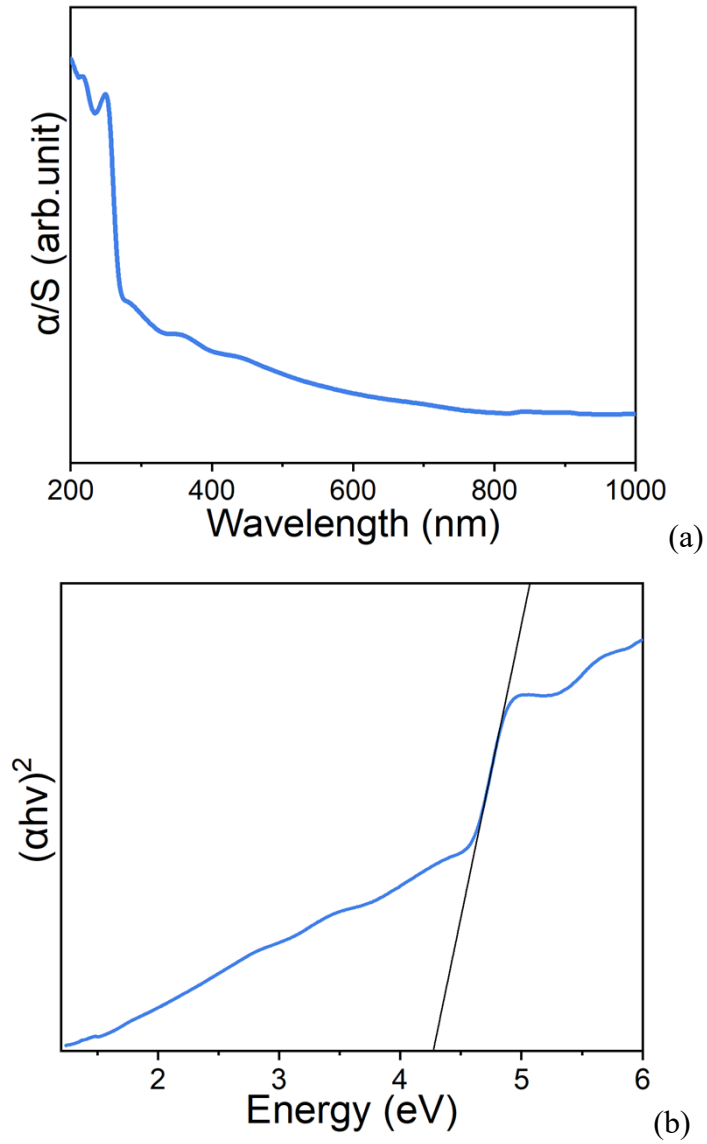 α/S (arb.unit)
200 400 600 800 1000
Wavelength (nm)
(a)
(αhv)²
2 3 4 5 6
Energy (eV)
(b)